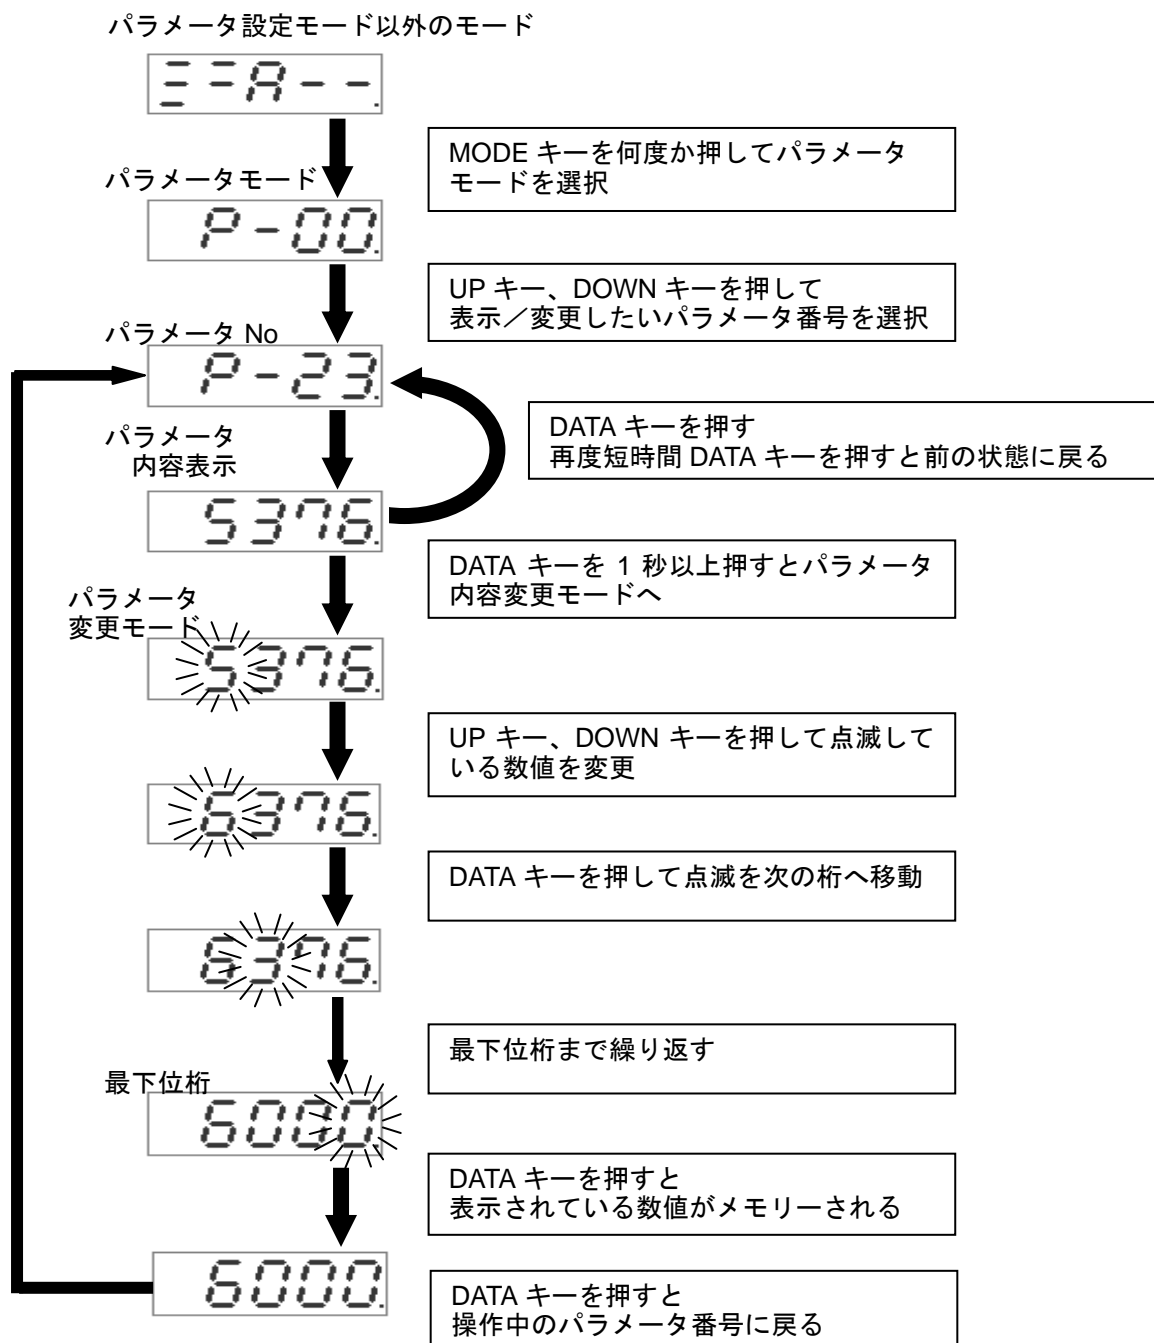 パラメータ設定モード以外のモード
A--.
MODE キーを何度か押してパラメータ
モードを選択
パラメータモード
P-00.
UP キー、DOWN キーを押して
表示／変更したいパラメータ番号を選択
パラメータ No
P-23.
DATA キーを押す
再度短時間 DATA キーを押すと前の状態に戻る
パラメータ
内容表示
5376.
DATA キーを 1 秒以上押すとパラメータ
内容変更モードへ
パラメータ
変更モード
5376.
UP キー、DOWN キーを押して点滅して
いる数値を変更
6376.
DATA キーを押して点滅を次の桁へ移動
6376.
最下位桁まで繰り返す
最下位桁
6000.
DATA キーを押すと
表示されている数値がメモリーされる
6000.
DATA キーを押すと
操作中のパラメータ番号に戻る